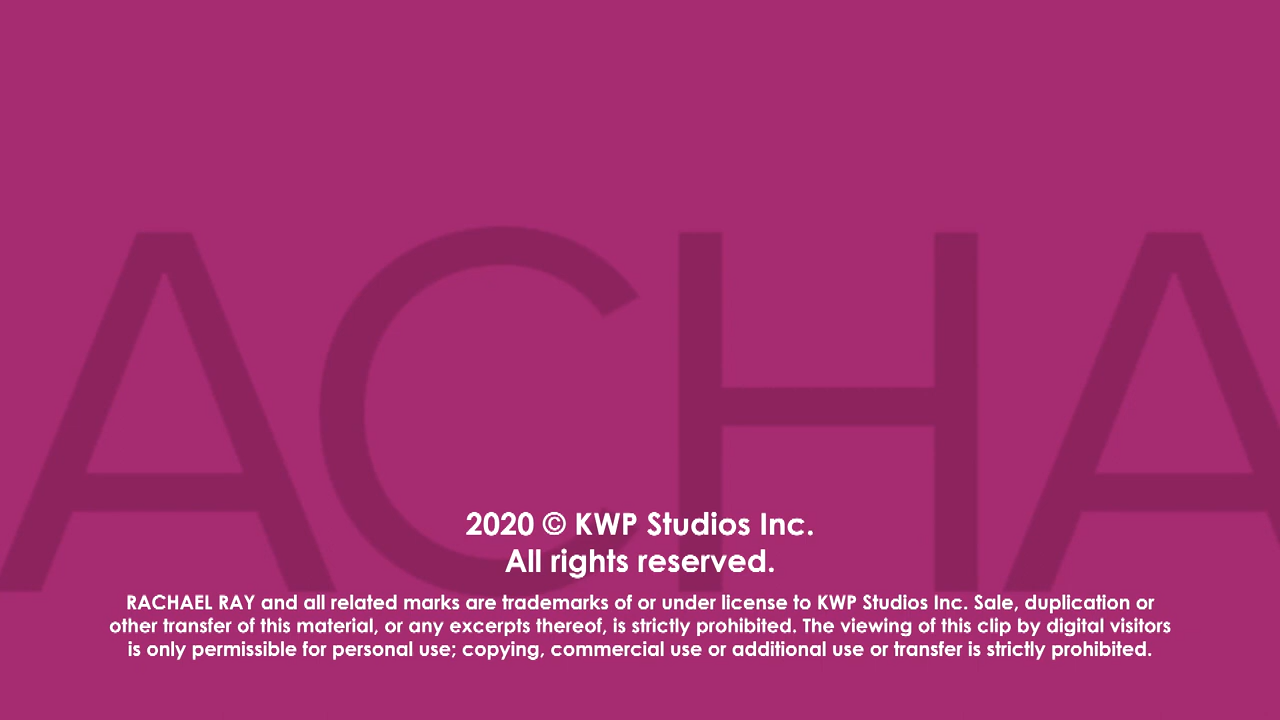 ACHA
2020 © KWP Studios Inc.
All rights reserved.
RACHAEL RAY and all related marks are trademarks of or under license to KWP Studios Inc. Sale, duplication or
other transfer of this material, or any excerpts thereof, is strictly prohibited. The viewing of this clip by digital visitors
is only permissible for personal use; copying, commercial use or additional use or transfer is strictly prohibited.